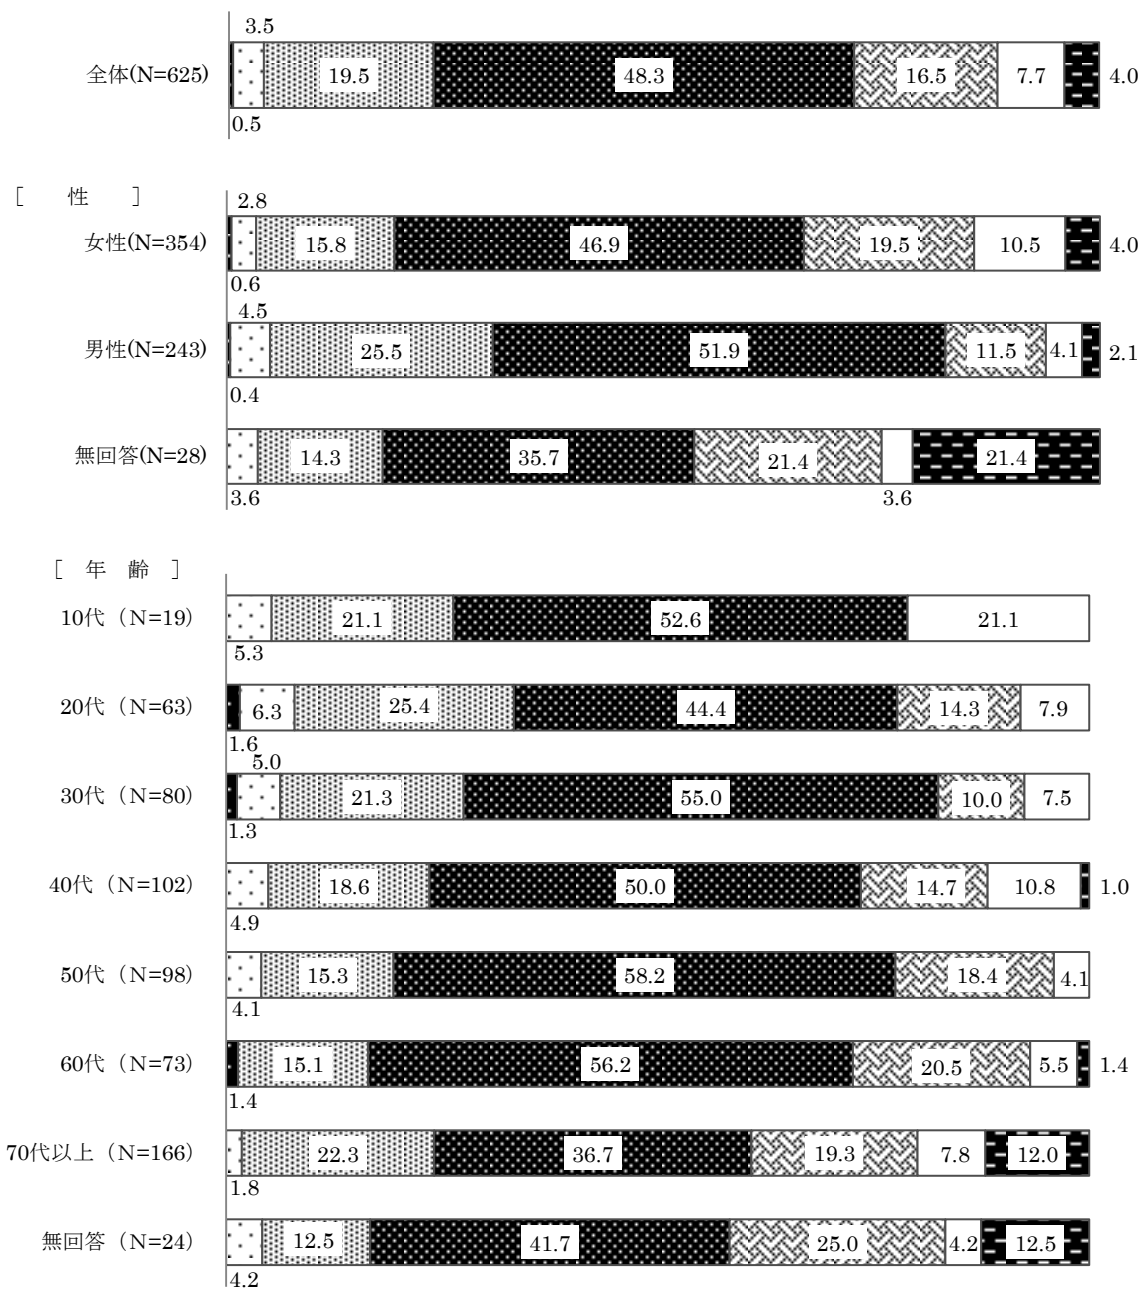 3.5
全体(N=625) 19.5 48.3 16.5 7.7 4.0
0.5
［ 性 ］
2.8
女性(N=354) 15.8 46.9 19.5 10.5 4.0
0.6
4.5
男性(N=243) 25.5 51.9 11.5 4.1 2.1
0.4
無回答(N=28) 14.3 35.7 21.4 21.4
3.6 3.6
［ 年 齢 ］
10代（N=19） 21.1 52.6 21.1
5.3
20代（N=63） 6.3 25.4 44.4 14.3 7.9
1.6
5.0
30代（N=80） 21.3 55.0 10.0 7.5
1.3
40代（N=102） 18.6 50.0 14.7 10.8 1.0
4.9
50代（N=98） 15.3 58.2 18.4 4.1
4.1
60代（N=73） 15.1 56.2 20.5 5.5 1.4
1.4
70代以上（N=166） 22.3 36.7 19.3 7.8 12.0
1.8
無回答（N=24） 12.5 41.7 25.0 4.2 12.5
4.2